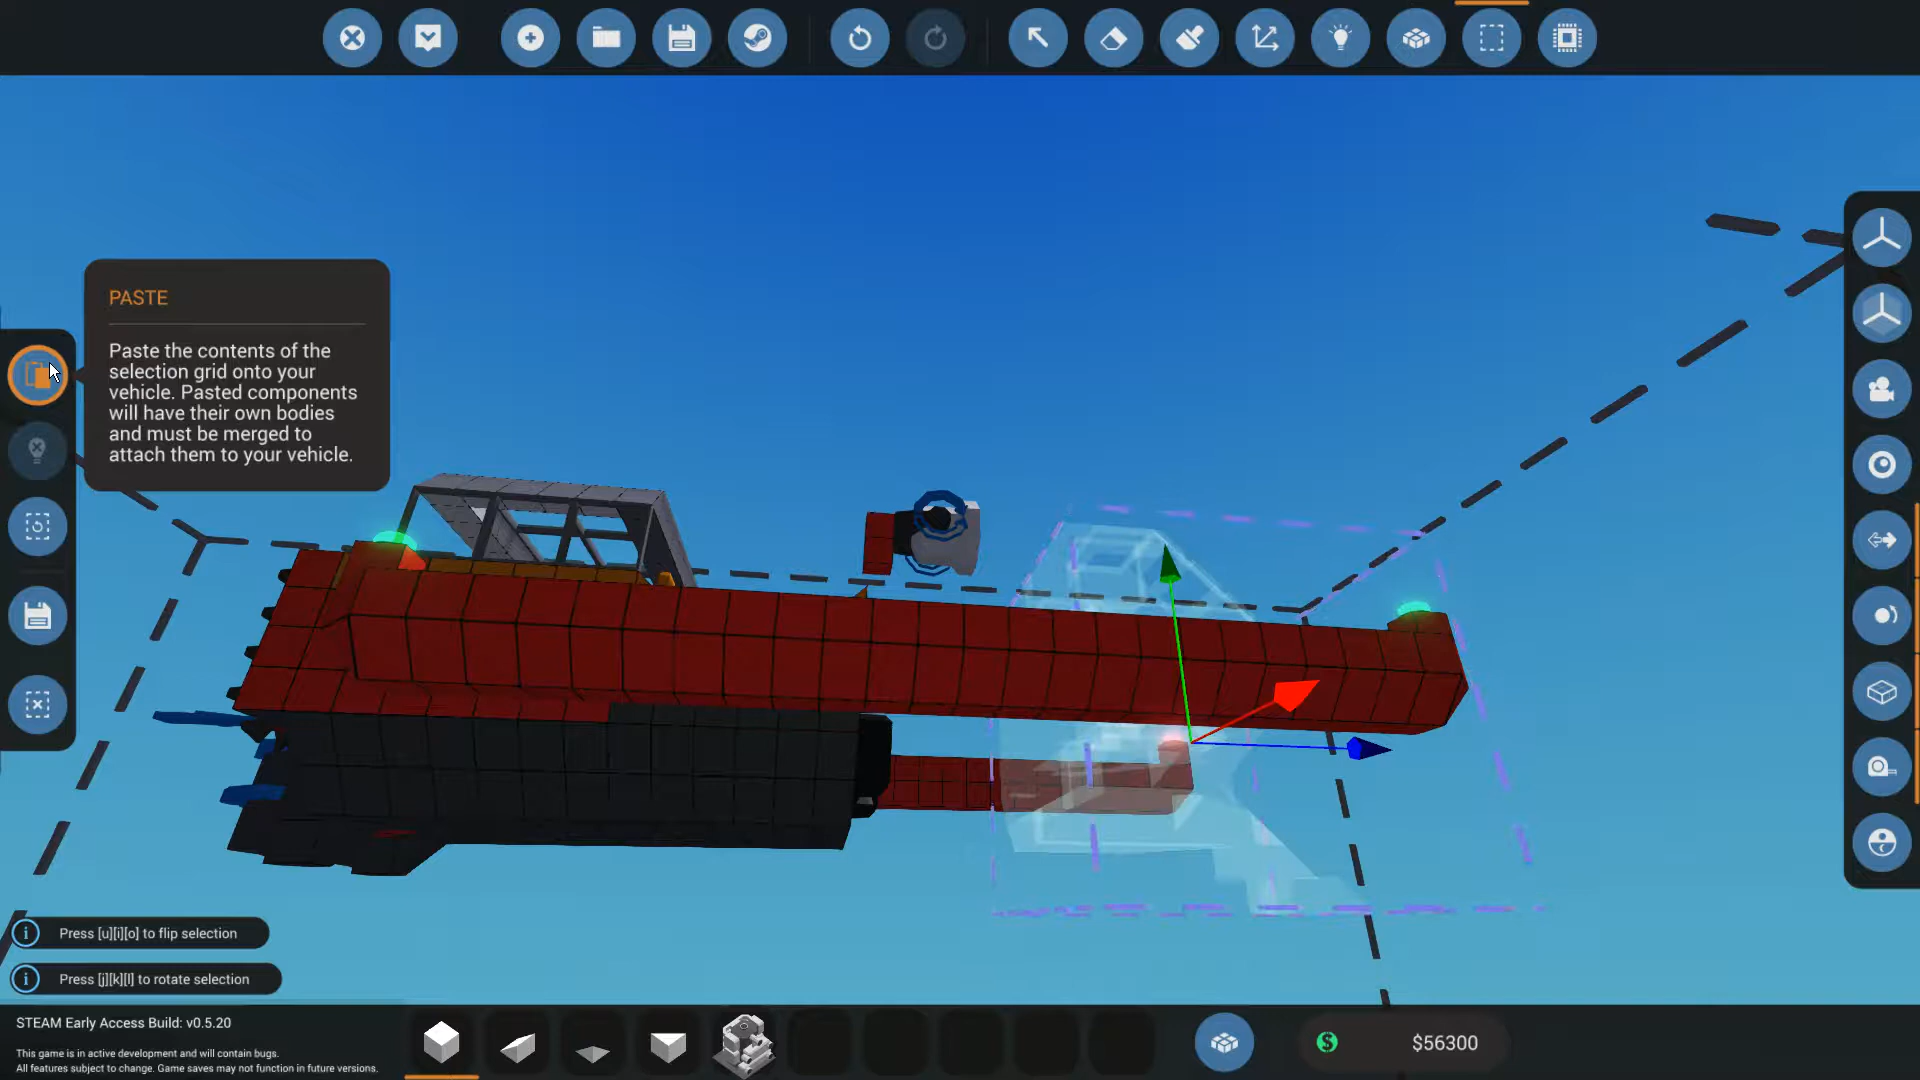 PASTE
Paste the contents of the
selection grid onto your
vehicle. Pasted components
will have their own bodies
and must be merged to
attach them to your vehicle.
Press [u][i][o] to flip selection
Press [j][k][l] to rotate selection
STEAM Early Access Build: v0.5.20
This game is in active development and will contain bugs.
All features subject to change. Game saves may not function in future versions.
$56300